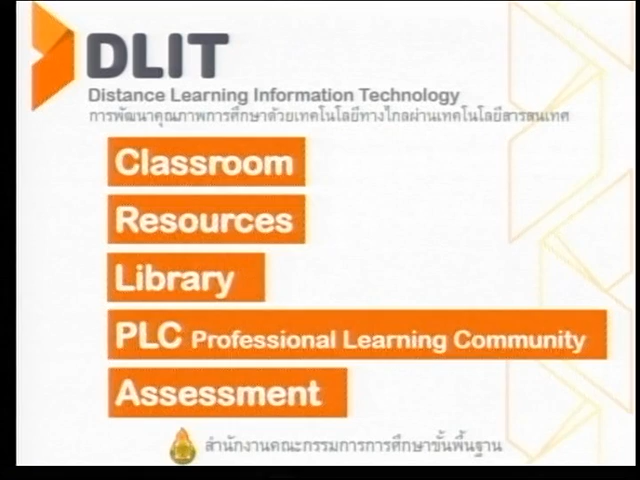 DLIT
Distance Learning Information Technology
การพัฒนาคุณภาพการศึกษาด้วยเทคโนโลยีทางไกลผ่านเทคโนโลยีสารสนเทศ
Classroom
Resources
Library
PLC Professional Learning Community
Assessment
สำนักงานคณะกรรมการการศึกษาขั้นพื้นฐาน